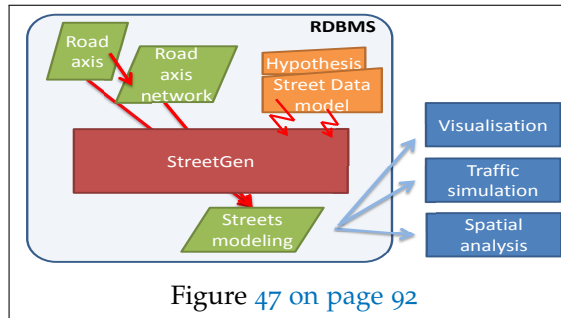 RDBMS
Road
axis
Road
axis
network
Hypothesis
Street Data
model
StreetGen
Streets
modeling
Visualisation
Traffic
simulation
Spatial
analysis
Figure 47 on page 92